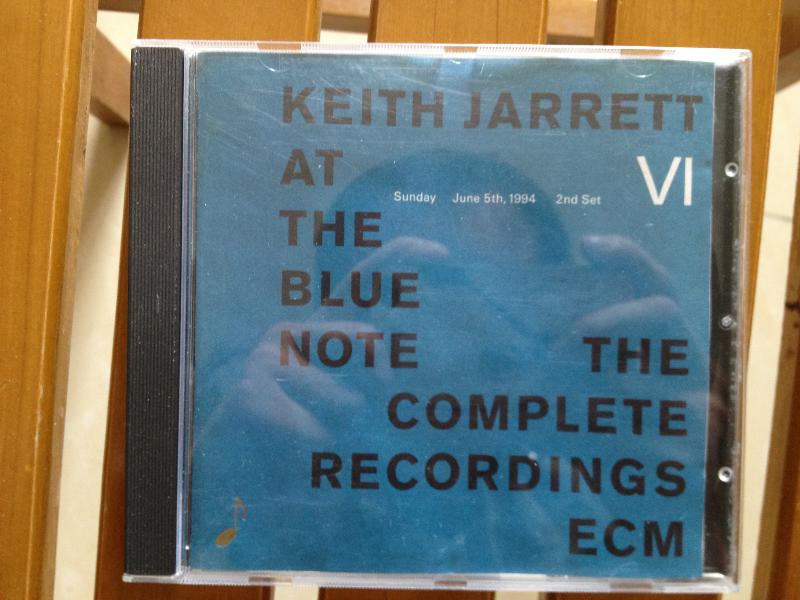 KEITH JARRETT
AT
VI
Sunday June 5th, 1994 2nd Set
THE
BLUE
NOTE THE
COMPLETE
RECORDINGS
ECM